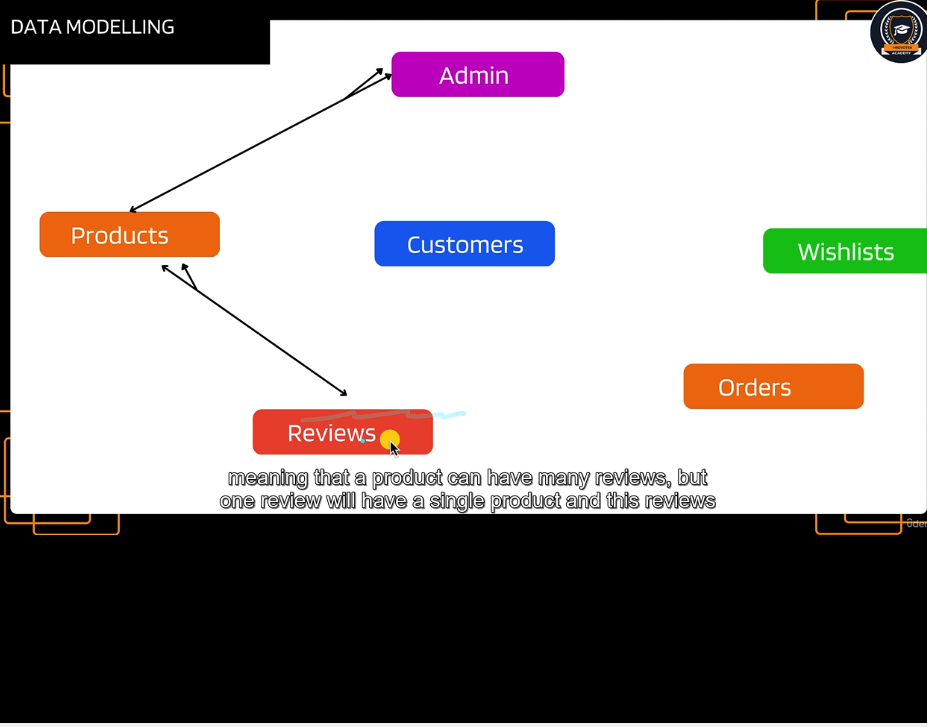 DATA MODELLING
Admin
Products
Customers
Wishlists
Orders
Reviews
meaning that a product can have many reviews, but
one review will have a single product and this reviews